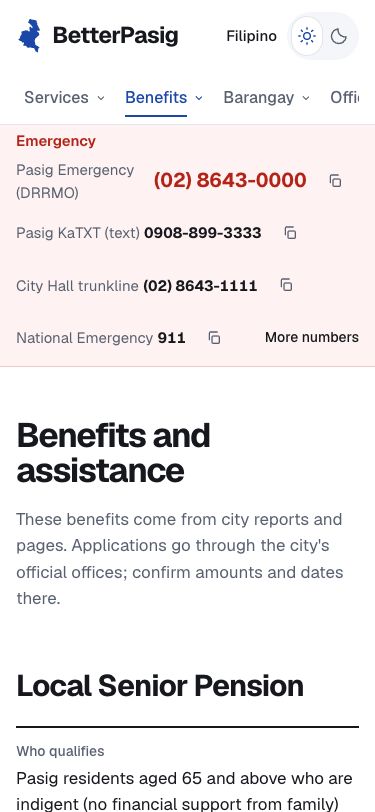 BetterPasig
Filipino
Services
Benefits
Barangay
Offic
Emergency
Pasig Emergency
(DRRMO)
(02) 8643-0000
Pasig KaTXT (text) 0908-899-3333
City Hall trunkline (02) 8643-1111
National Emergency 911
More numbers
Benefits and
assistance
These benefits come from city reports and
pages. Applications go through the city's
official offices; confirm amounts and dates
there.
Local Senior Pension
Who qualifies
Pasig residents aged 65 and above who are
indigent (no financial support from family)